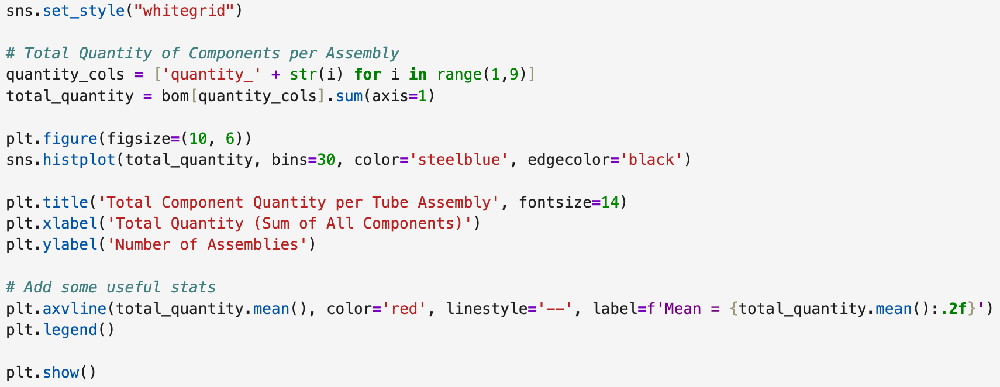 sns.set_style("whitegrid")
# Total Quantity of Components per Assembly
quantity_cols = ['quantity_' + str(i) for i in range(1,9)]
total_quantity = bom[quantity_cols].sum(axis=1)
plt.figure(figsize=(10, 6))
sns.histplot(total_quantity, bins=30, color='steelblue', edgecolor='black')
plt.title('Total Component Quantity per Tube Assembly', fontsize=14)
plt.xlabel('Total Quantity (Sum of All Components)')
plt.ylabel('Number of Assemblies')
# Add some useful stats
plt.axvline(total_quantity.mean(), color='red', linestyle='--', label=f'Mean = {total_quantity.mean():.2f}')
plt.legend()
plt.show()